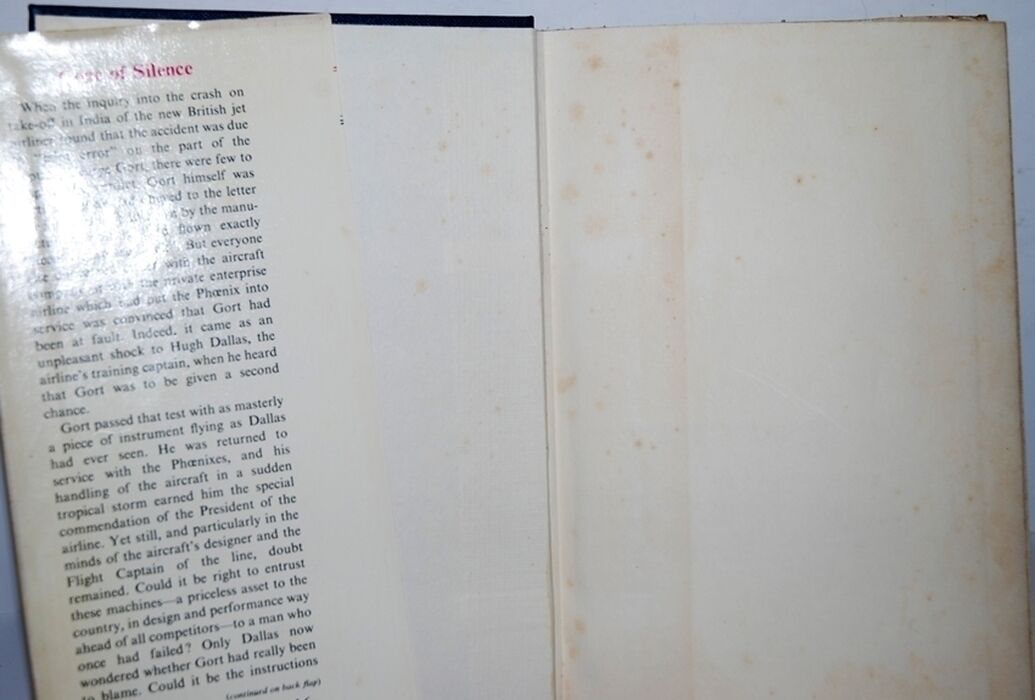 of Silence
When the inquiry into the crash on
take-off in India of the new British jet
airliner found that the accident was due
error" on the part of the
Gort, there were few to
Gort himself was
to the letter
by the manu-
flown exactly
But everyone
with the aircraft
the private enterprise
airline which had put the Phœnix into
service was convinced that Gort had
been at fault. Indeed, it came as an
unpleasant shock to Hugh Dallas, the
airline's training captain, when he heard
that Gort was to be given a second
chance.
Gort passed that test with as masterly
a piece of instrument flying as Dallas
had ever seen. He was returned to
service with the Phœnixes, and his
handling of the aircraft in a sudden
tropical storm earned him the special
commendation of the President of the
airline. Yet still, and particularly in the
minds of the aircraft's designer and the
Flight Captain of the line, doubt
remained. Could it be right to entrust
these machines—a priceless asset to the
country, in design and performance way
ahead of all competitors—to a man who
once had failed? Only Dallas now
wondered whether Gort had really been
to blame. Could it be the instructions
(continued on back flap)